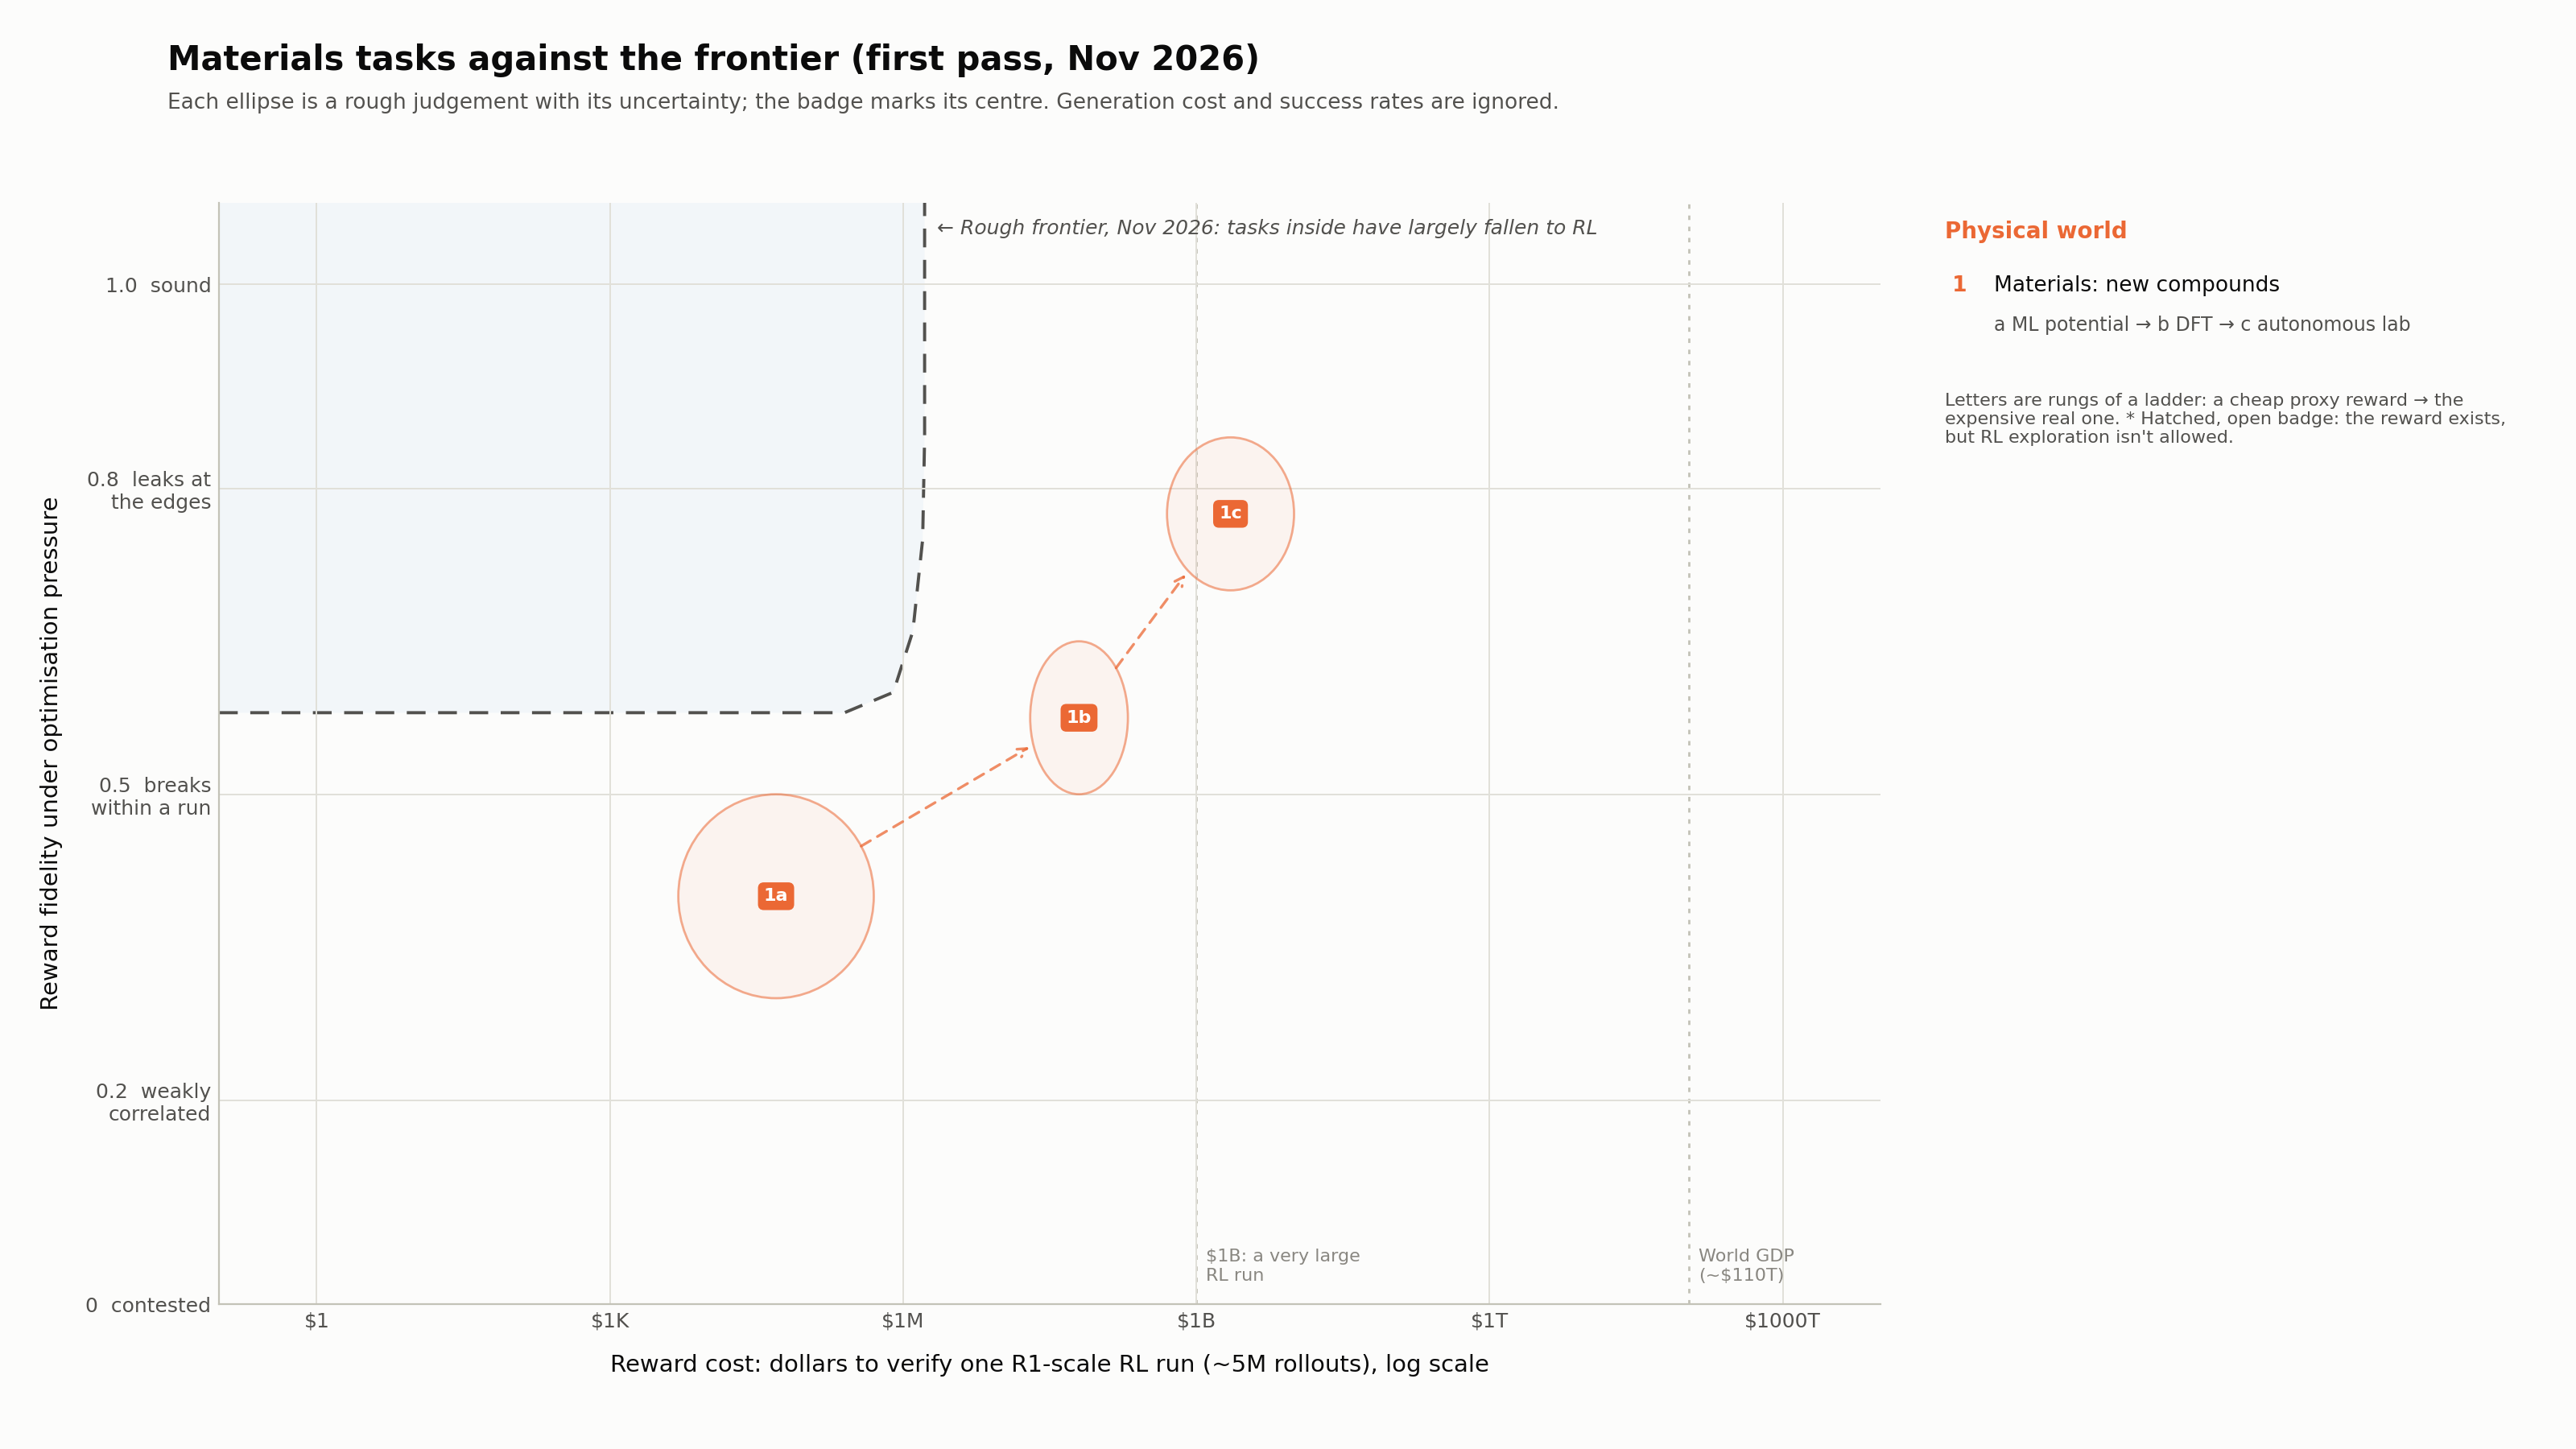 Materials tasks against the frontier (first pass, Nov 2026)
Each ellipse is a rough judgement with its uncertainty; the badge marks its centre. Generation cost and success rates are ignored.
← Rough frontier, Nov 2026: tasks inside have largely fallen to RL
Reward fidelity under optimisation pressure
1.0 sound
0.8 leaks at
the edges
0.5 breaks
within a run
0.2 weakly
correlated
0 contested
1c
1b
1a
$1B: a very large
RL run
World GDP
(~$110T)
$1
$1K
$1M
$1B
$1T
$1000T
Reward cost: dollars to verify one R1-scale RL run (~5M rollouts), log scale
Physical world
1 Materials: new compounds
a ML potential → b DFT → c autonomous lab
Letters are rungs of a ladder: a cheap proxy reward → the
expensive real one. * Hatched, open badge: the reward exists,
but RL exploration isn't allowed.